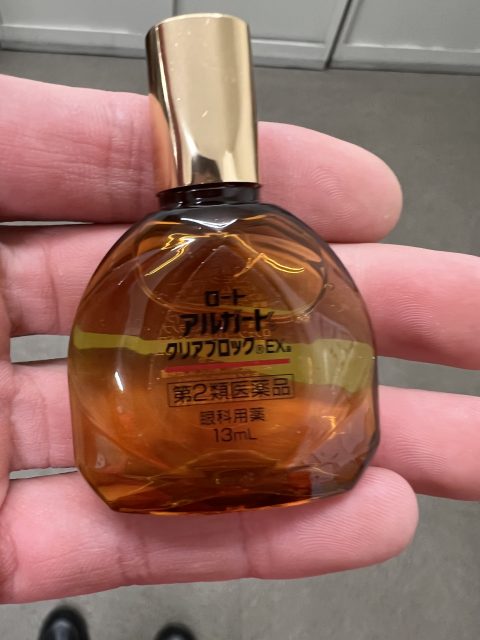 ロート
アルガード
クリアブロック®EXa
第2類医薬品
眼科用薬
13mL